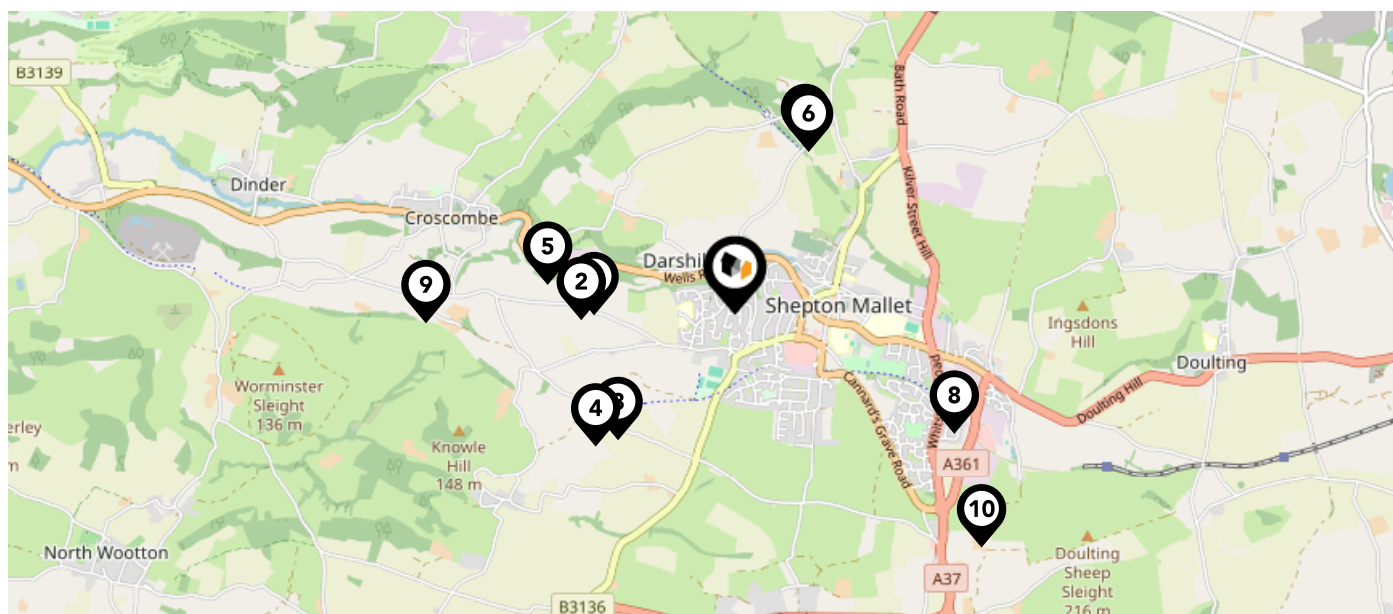 B3139
Bath Road
6
Dinder
Croscombe
Kilver Street Hill
5
Wells
2
9
Shepton Mallet
Ingsdons
Hill
Doulting
Worminster
Sleight
136 m
Cannard's Grave Road
8
Doulting Hill
4
erley
m
Knowle
Hill
148 m
A361
10
North Wootton
Doulting
Sheep
Sleight
216 m
A37
B3136